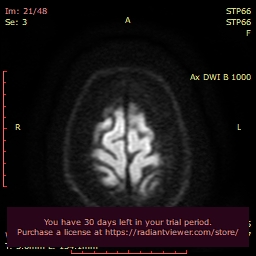 Im: 21/48
Se: 3
STP66
STP66
F
A
Ax DWI B 1000
R
L
You have 30 days left in your trial period.
Purchase a license at https://radiantviewer.com/store/